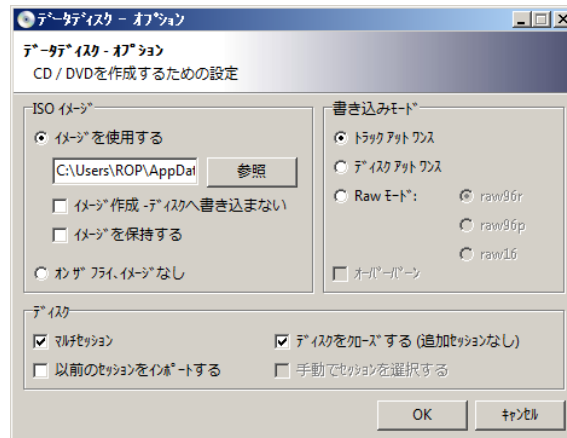 ﾃﾞｰﾀﾃﾞｨｽｸ - ｵﾌﾟｼｮﾝ
ﾃﾞｰﾀﾃﾞｨｽｸ - ｵﾌﾟｼｮﾝ
CD / DVDを作成するための設定
ISO ｲﾒｰｼﾞ
ｲﾒｰｼﾞを使用する
C:\Users\ROP\AppDat
参照
ｲﾒｰｼﾞ作成 -ﾃﾞｨｽｸへ書き込まない
ｲﾒｰｼﾞを保持する
ｵﾝ ｻﾞ ﾌﾗｲ､ｲﾒｰｼﾞなし
書き込みﾓｰﾄﾞ
ﾄﾗｯｸ ｱｯﾄ ﾜﾝｽ
ﾃﾞｨｽｸ ｱｯﾄ ﾜﾝｽ
Raw ﾓｰﾄﾞ:
raw96r
raw96p
raw16
ｵｰﾊﾞｰﾊﾞｰﾝ
ﾃﾞｨｽｸ
ﾏﾙﾁｾｯｼｮﾝ
ﾃﾞｨｽｸをｸﾛｰｽﾞする (追加ｾｯｼｮﾝなし)
以前のｾｯｼｮﾝをｲﾝﾎﾟｰﾄする
手動でｾｯｼｮﾝを選択する
OK
ｷｬﾝｾﾙ